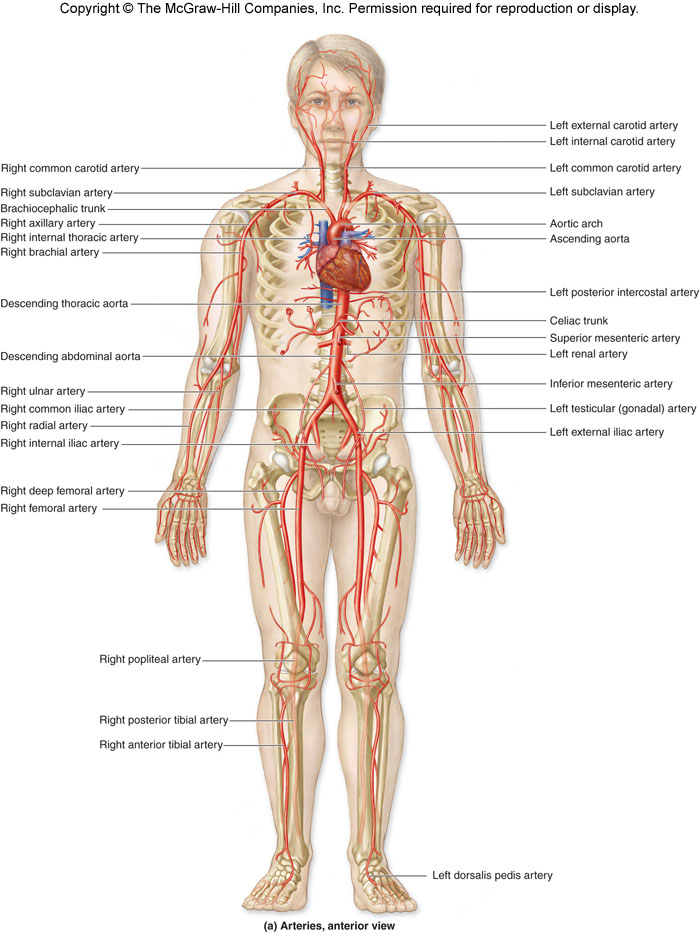 Copyright © The McGraw-Hill Companies, Inc. Permission required for reproduction or display.
Left external carotid artery
Left internal carotid artery
Right common carotid artery
Left common carotid artery
Right subclavian artery
Left subclavian artery
Brachiocephalic trunk
Right axillary artery
Aortic arch
Right internal thoracic artery
Ascending aorta
Right brachial artery
Left posterior intercostal artery
Descending thoracic aorta
Celiac trunk
Superior mesenteric artery
Descending abdominal aorta
Left renal artery
Inferior mesenteric artery
Right ulnar artery
Right common iliac artery
Left testicular (gonadal) artery
Right radial artery
Left external iliac artery
Right internal iliac artery
Right deep femoral artery
Right femoral artery
Right popliteal artery
Right posterior tibial artery
Right anterior tibial artery
Left dorsalis pedis artery
(a) Arteries, anterior view